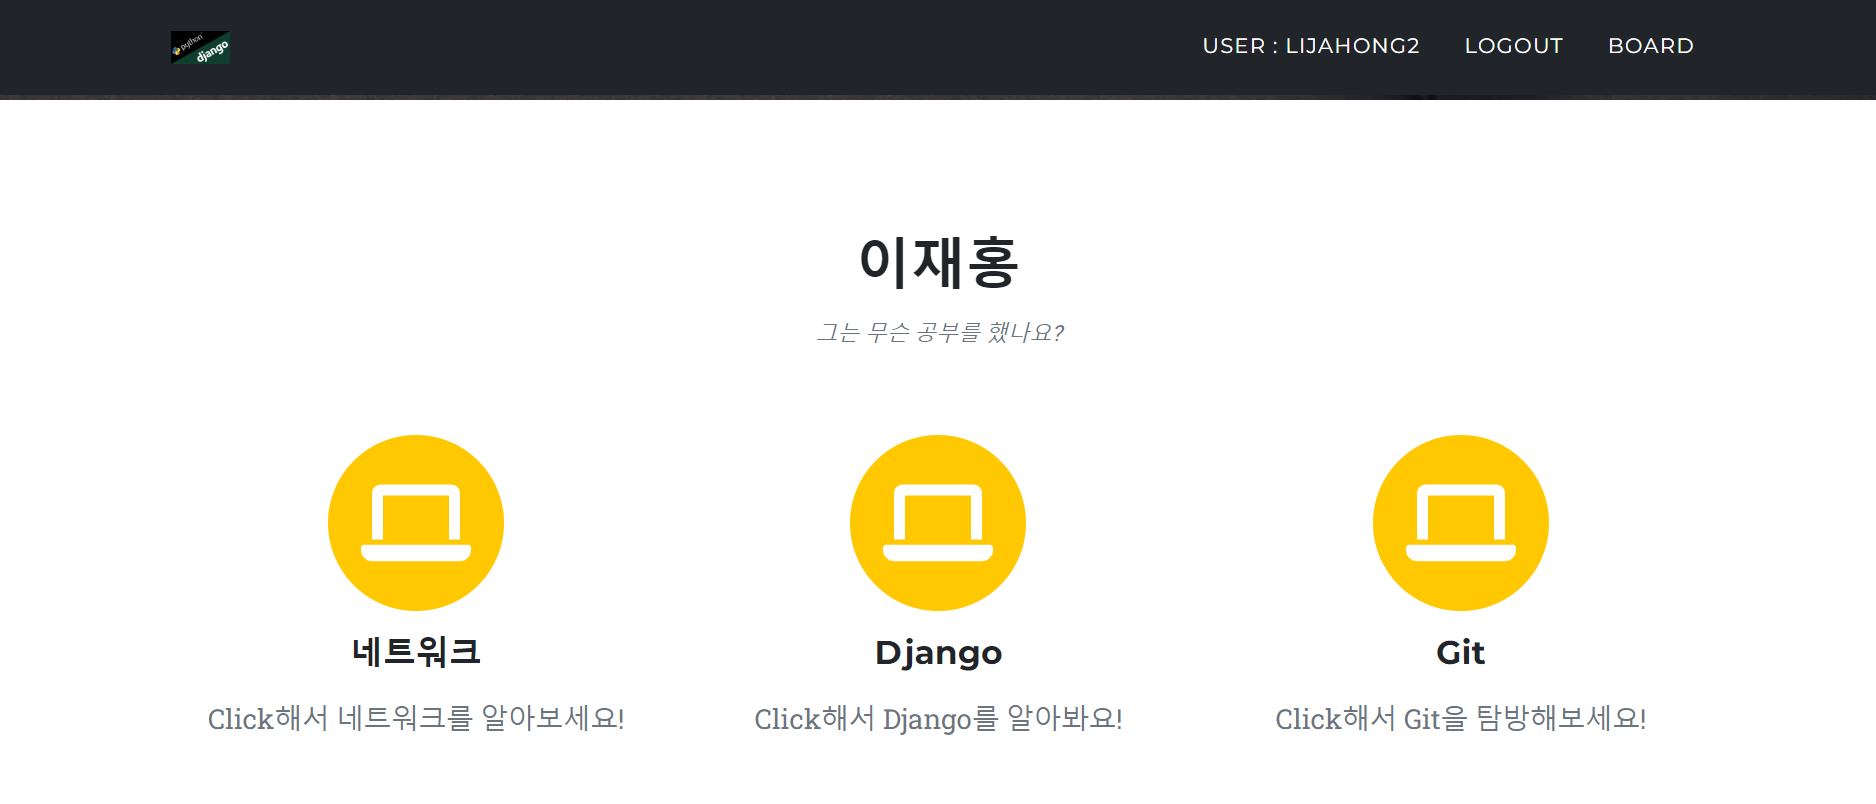 python
django
USER : LIJAHONG2 LOGOUT BOARD
이재홍
그는 무슨 공부를 했나요?
네트워크 Django Git
Click해서 네트워크를 알아보세요! Click해서 Django를 알아봐요! Click해서 Git을 탐방해보세요!